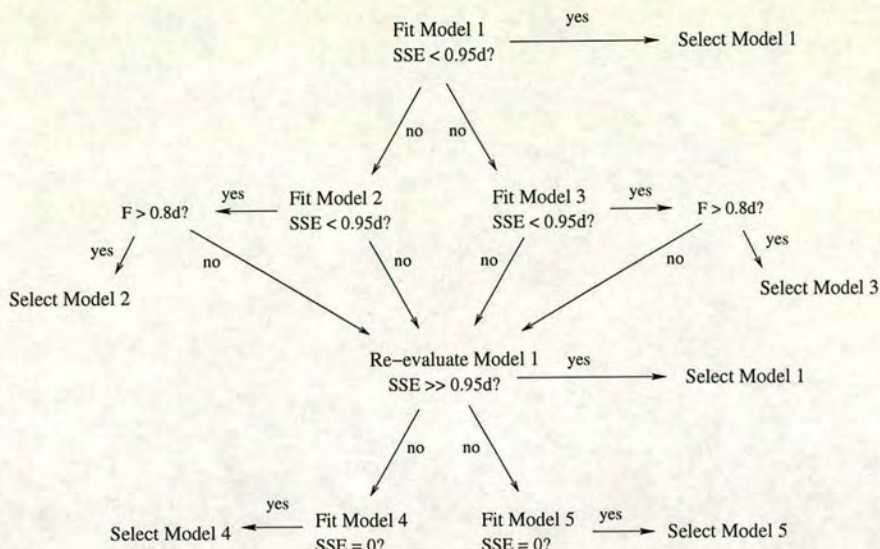 Fit Model 1
SSE < 0.95d?
yes
Select Model 1
no
no
Fit Model 2
SSE < 0.95d?
yes
F > 0.8d?
yes
no
Select Model 2
no
Fit Model 3
SSE < 0.95d?
yes
F > 0.8d?
no
no
yes
Select Model 3
Re-evaluate Model 1
SSE >> 0.95d?
yes
Select Model 1
no
no
Fit Model 4
SSE = 0?
yes
Select Model 4
Fit Model 5
SSE = 0?
yes
Select Model 5